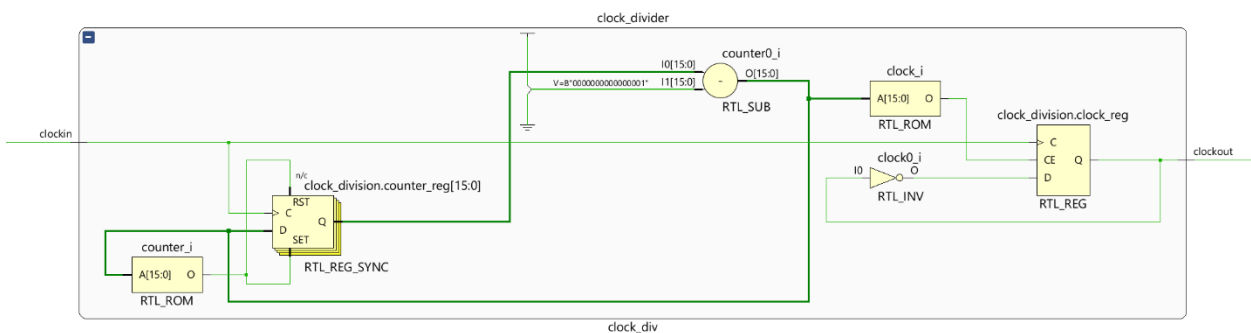 clock_divider
counter0_i
I0[15:0]
O[15:0]
V=B"0000000000000001"
I1[15:0]
-
RTL_SUB
clock_i
A[15:0]
O
RTL_ROM
clock_division.clock_reg
C
CE
Q
D
RTL_REG
clockin
clockout
clock0_i
I0
O
RTL_INV
n/c
clock_division.counter_reg[15:0]
RST
C
Q
D
SET
RTL_REG_SYNC
counter_i
A[15:0]
O
RTL_ROM
clock_div